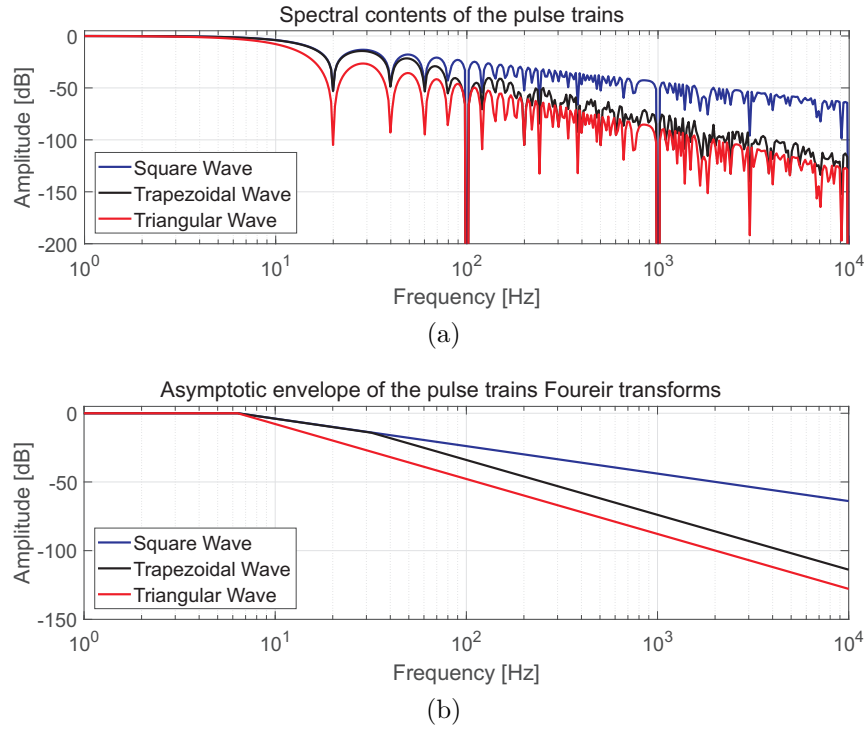 Spectral contents of the pulse trains
0
-50
-100
-150
-200
Amplitude [dB]
Square Wave
Trapezoidal Wave
Triangular Wave
10^0
10^1
10^2
10^3
10^4
Frequency [Hz]
(a)
Asymptotic envelope of the pulse trains Foureir transforms
0
-50
-100
-150
Amplitude [dB]
Square Wave
Trapezoidal Wave
Triangular Wave
10^0
10^1
10^2
10^3
10^4
Frequency [Hz]
(b)